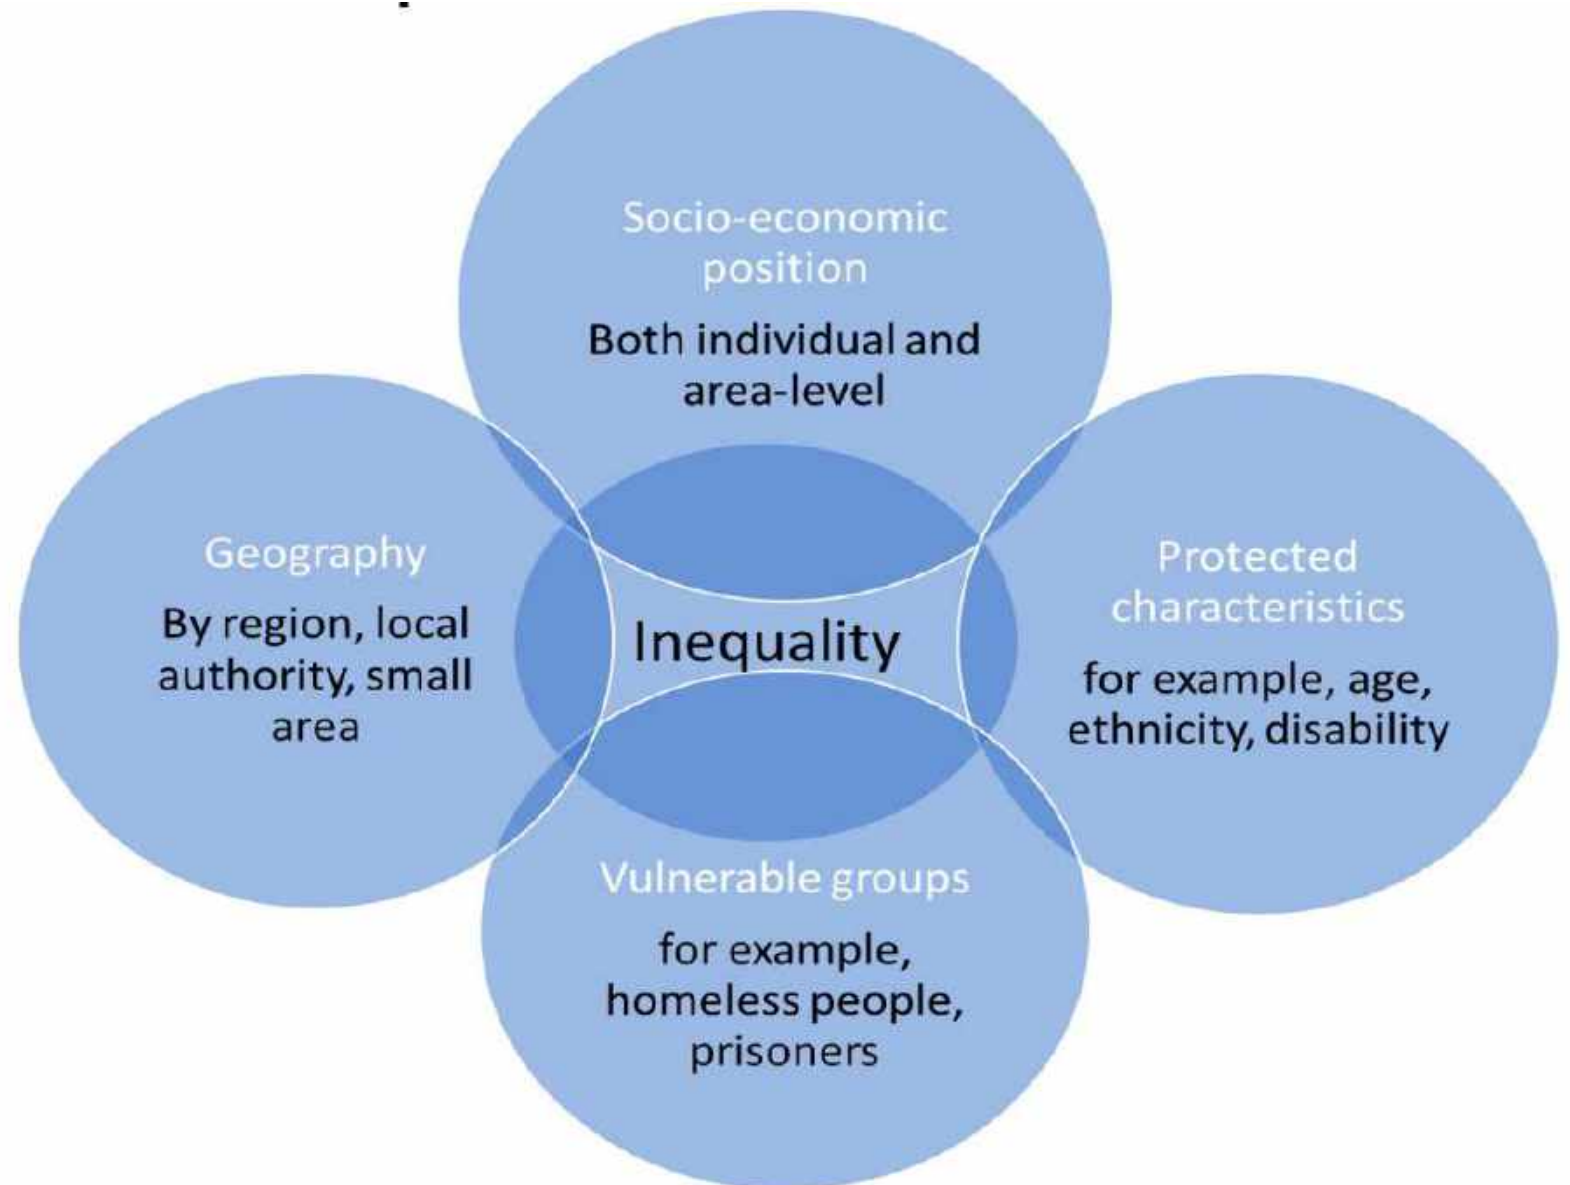 Socio-economic
position
Both individual and
area-level
Geography
By region, local
authority, small
area
Inequality
Protected
characteristics
for example, age,
ethnicity, disability
Vulnerable groups
for example,
homeless people,
prisoners